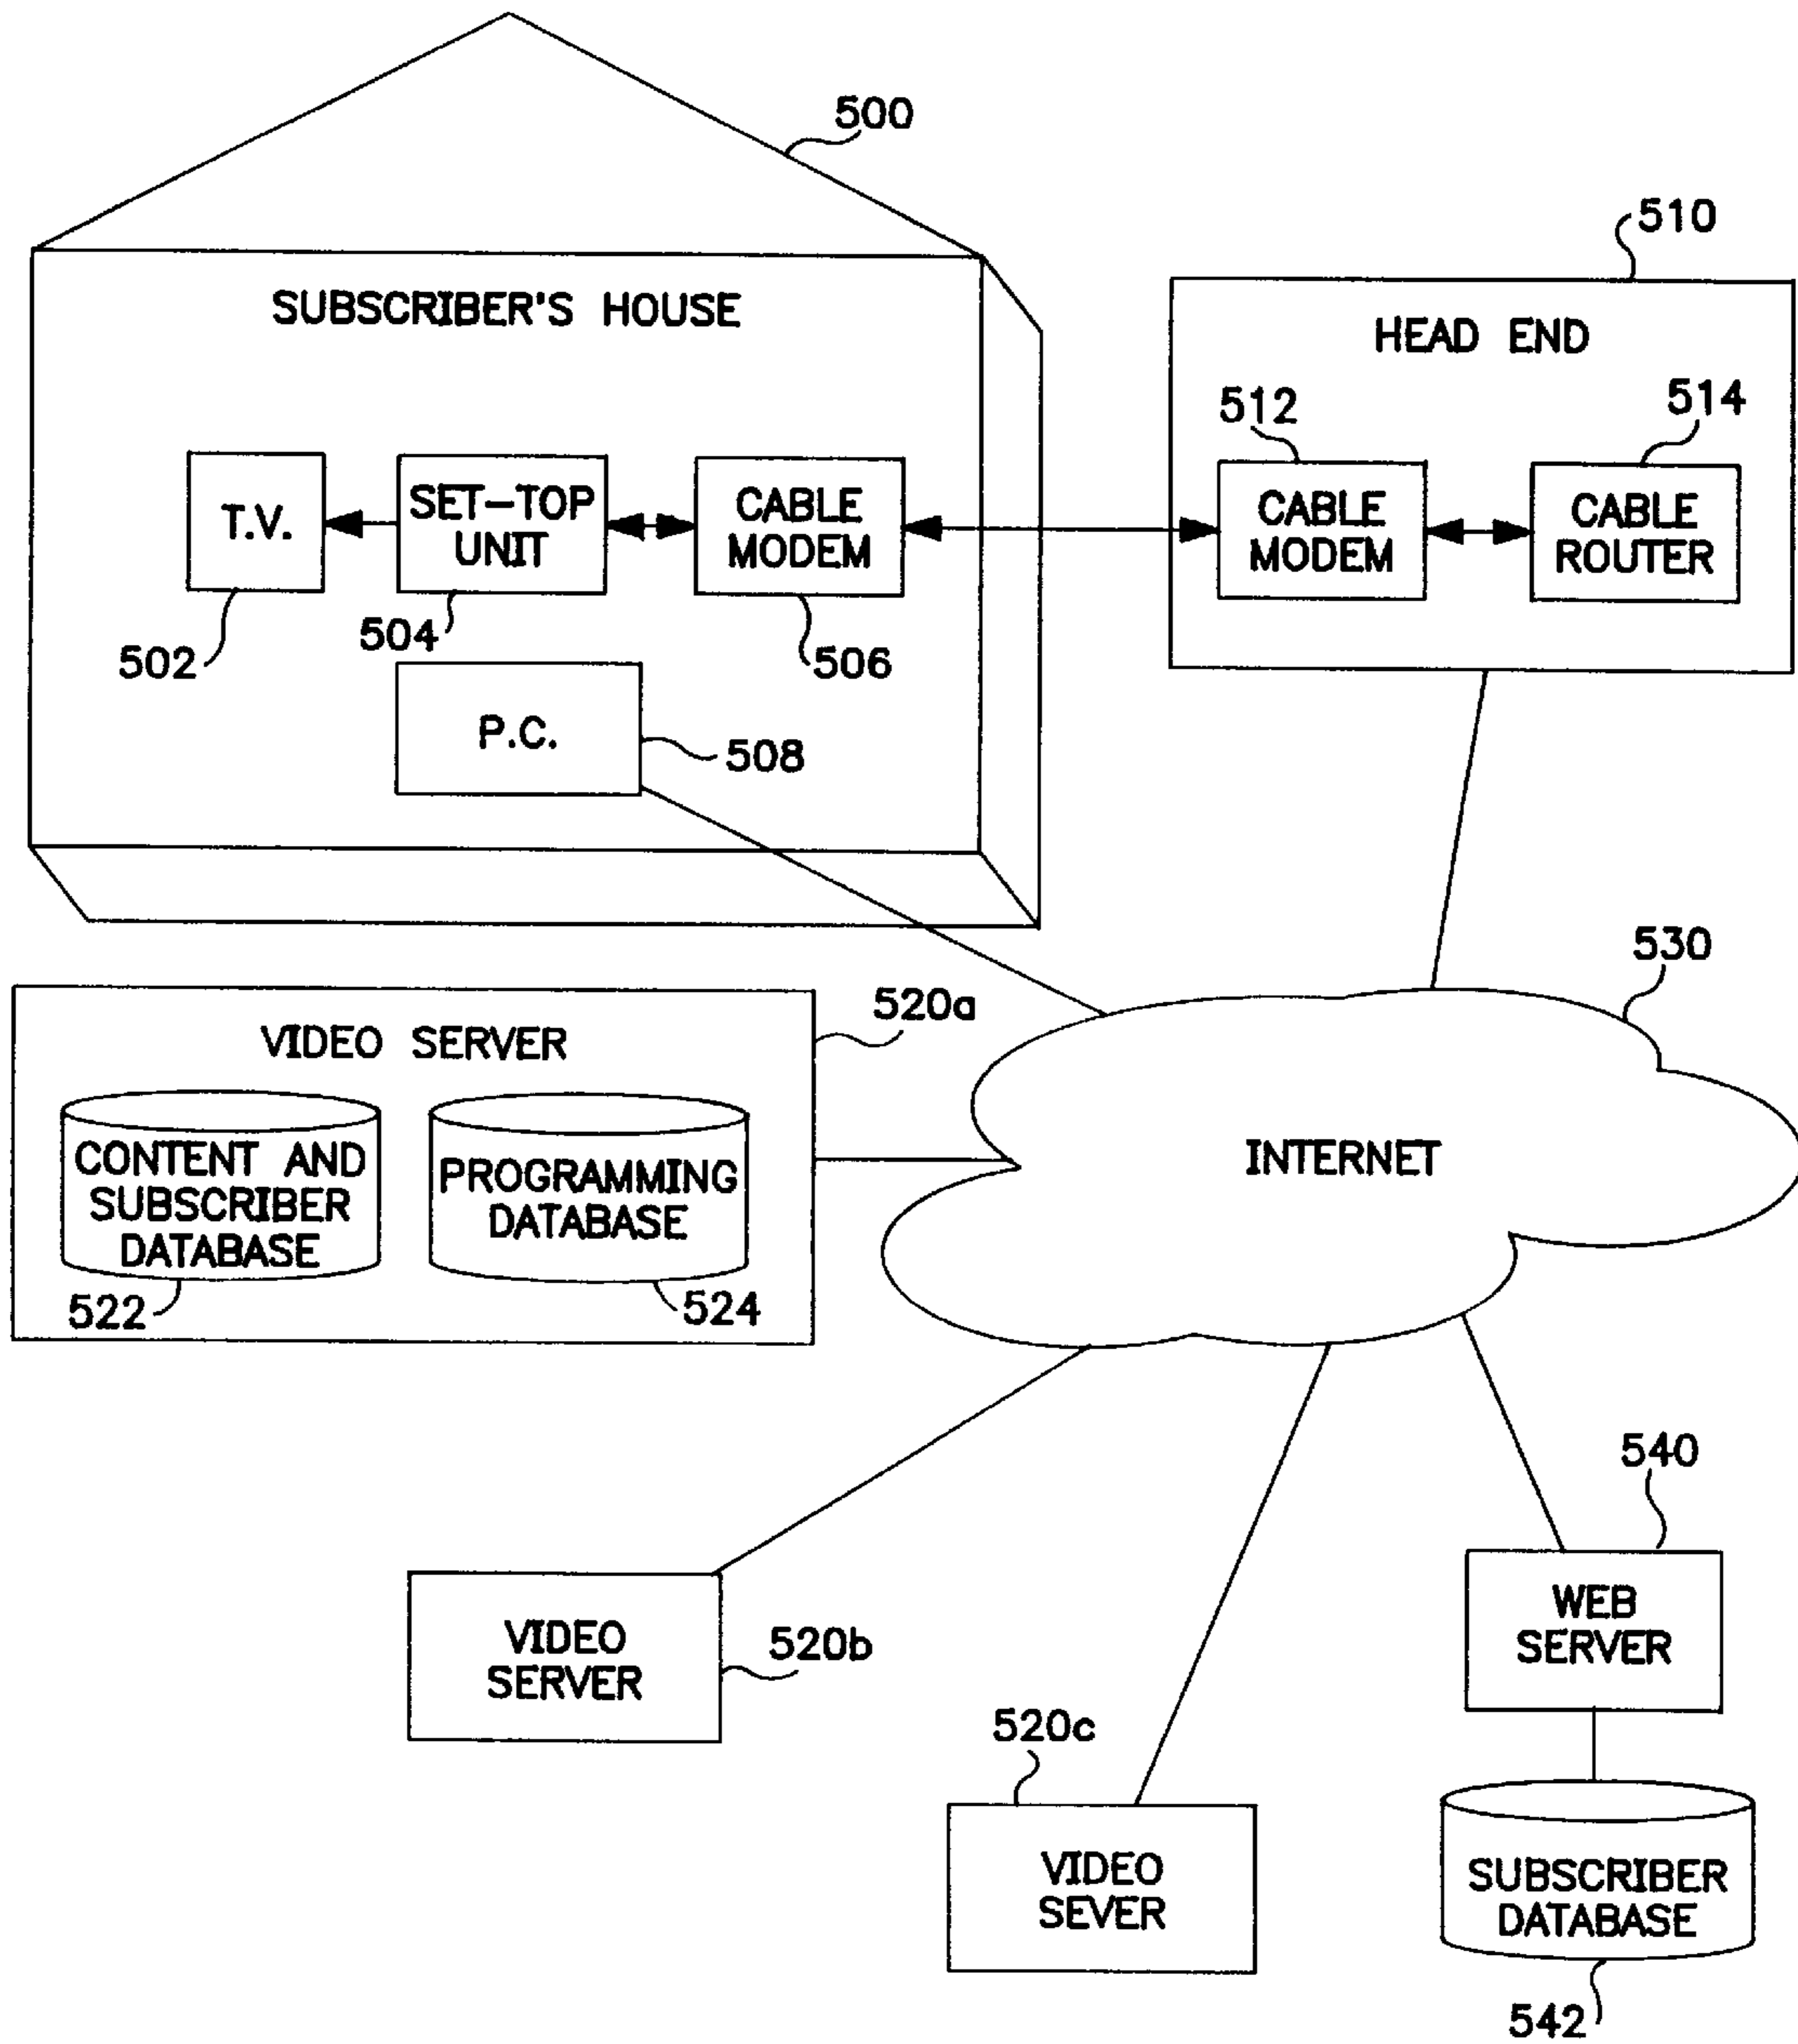 500
510
SUBSCRIBER'S HOUSE
HEAD END
512
514
T.V.
SET-TOP
UNIT
CABLE
MODEM
CABLE
MODEM
CABLE
ROUTER
502
504
506
P.C.
508
530
520a
VIDEO SERVER
CONTENT AND
SUBSCRIBER
DATABASE
PROGRAMMING
DATABASE
INTERNET
522
524
540
VIDEO
SERVER
520b
WEB
SERVER
520c
VIDEO
SEVER
SUBSCRIBER
DATABASE
542